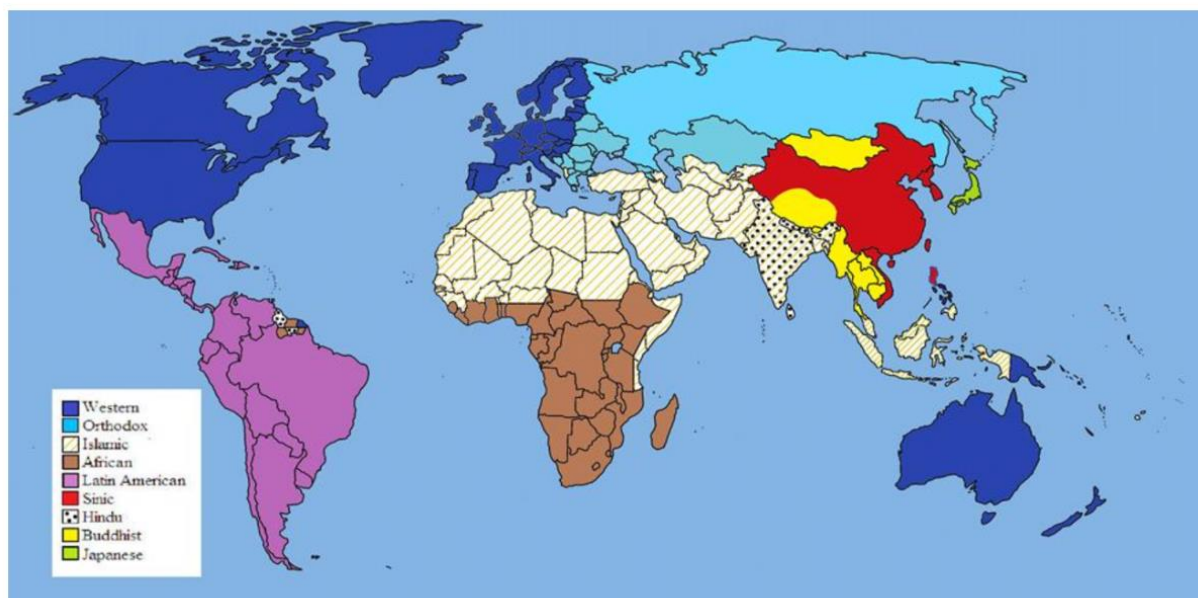 Western
Orthodox
Islamic
African
Latin American
Sinic
Hindu
Buddhist
Japanese